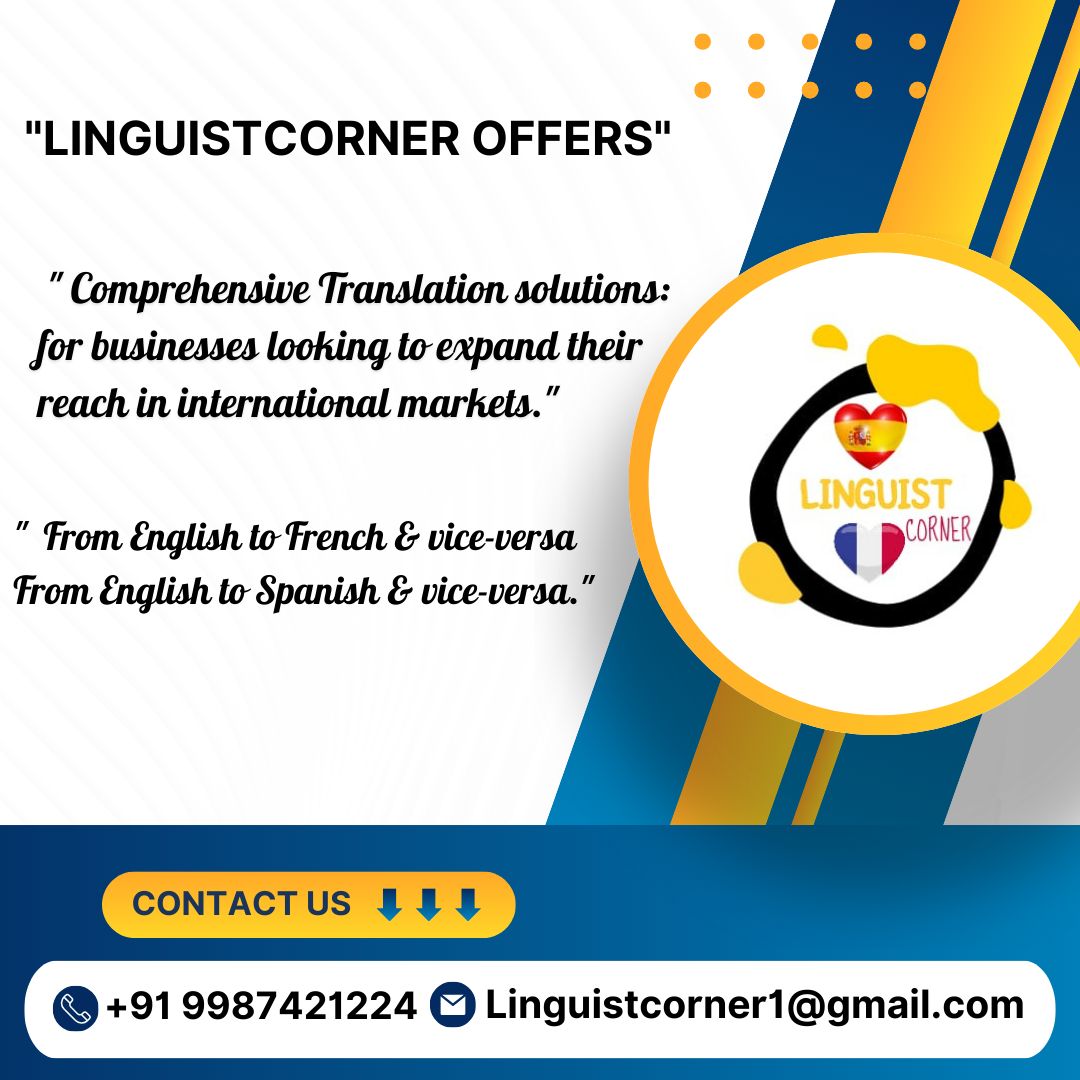 "LINGUISTCORNER OFFERS"
" Comprehensive Translation solutions:
for businesses looking to expand their
reach in international markets."
" From English to French & vice-versa
From English to Spanish & vice-versa."
LINGUIST
CORNER
CONTACT US
+91 9987421224 Linguistcorner1@gmail.com